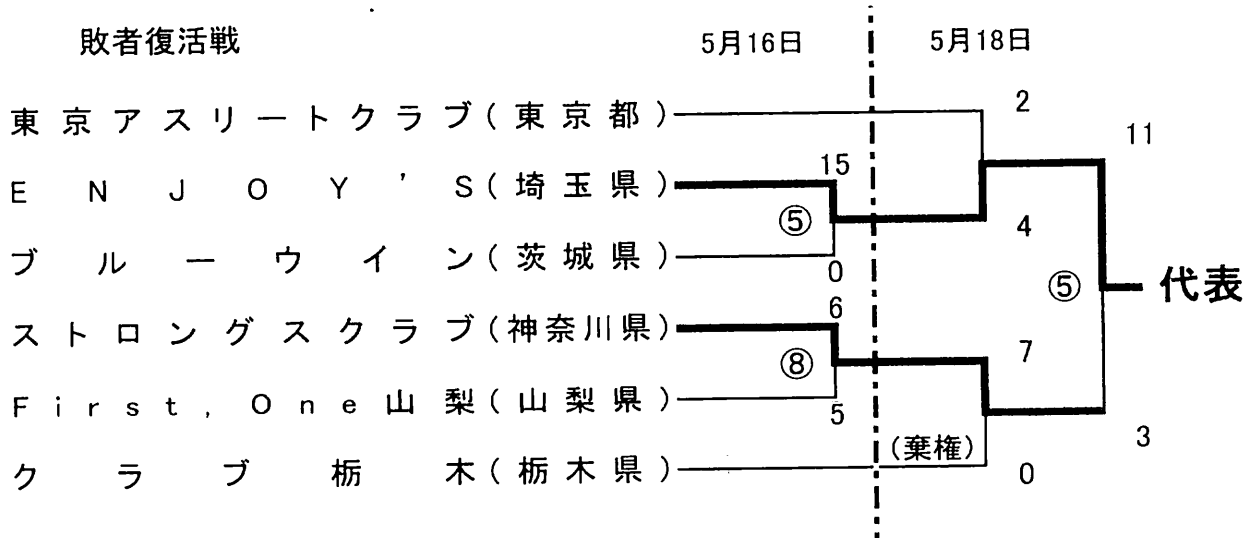 敗者復活戦 5月16日 5月18日
2
東京アスリートクラブ(東京都)
11
15
ENJOY'S(埼玉県)
⑤
4
ブルーウイン(茨城県)
0
⑤ 代表
6
ストロングスクラブ(神奈川県)
7
⑧
First,One山梨(山梨県)
5
3
(棄権)
クラブ栃木(栃木県)
0